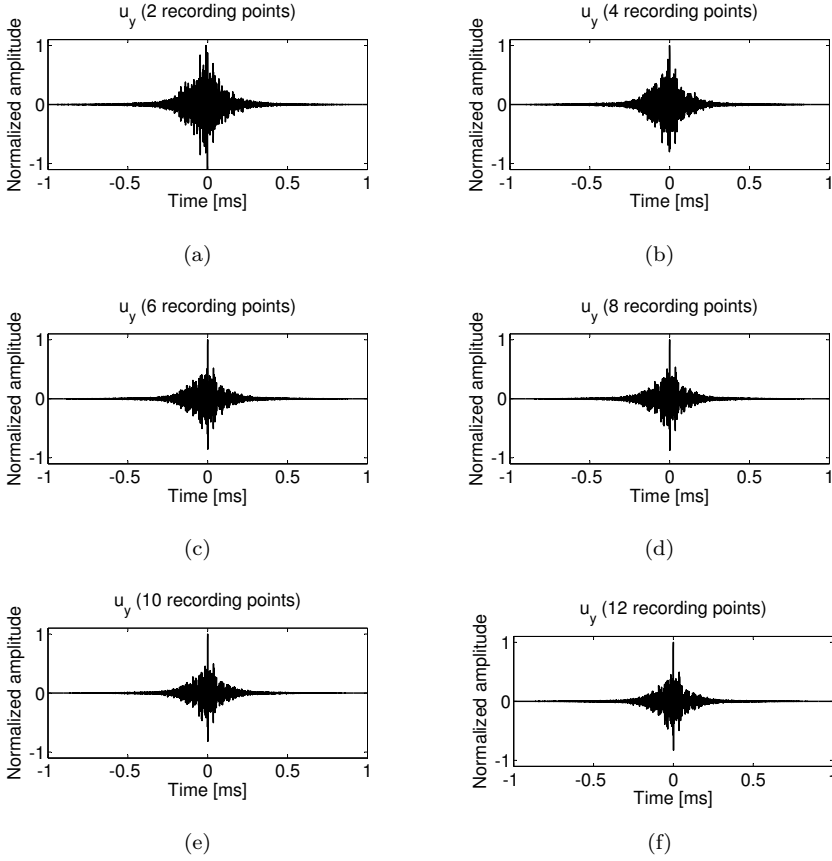 u_y (2 recording points)
Normalized amplitude
1
0
-1
-1 -0.5 0 0.5 1
Time [ms]
(a)
u_y (4 recording points)
Normalized amplitude
1
0
-1
-1 -0.5 0 0.5 1
Time [ms]
(b)
u_y (6 recording points)
Normalized amplitude
1
0
-1
-1 -0.5 0 0.5 1
Time [ms]
(c)
u_y (8 recording points)
Normalized amplitude
1
0
-1
-1 -0.5 0 0.5 1
Time [ms]
(d)
u_y (10 recording points)
Normalized amplitude
1
0
-1
-1 -0.5 0 0.5 1
Time [ms]
(e)
u_y (12 recording points)
Normalized amplitude
1
0
-1
-1 -0.5 0 0.5 1
Time [ms]
(f)